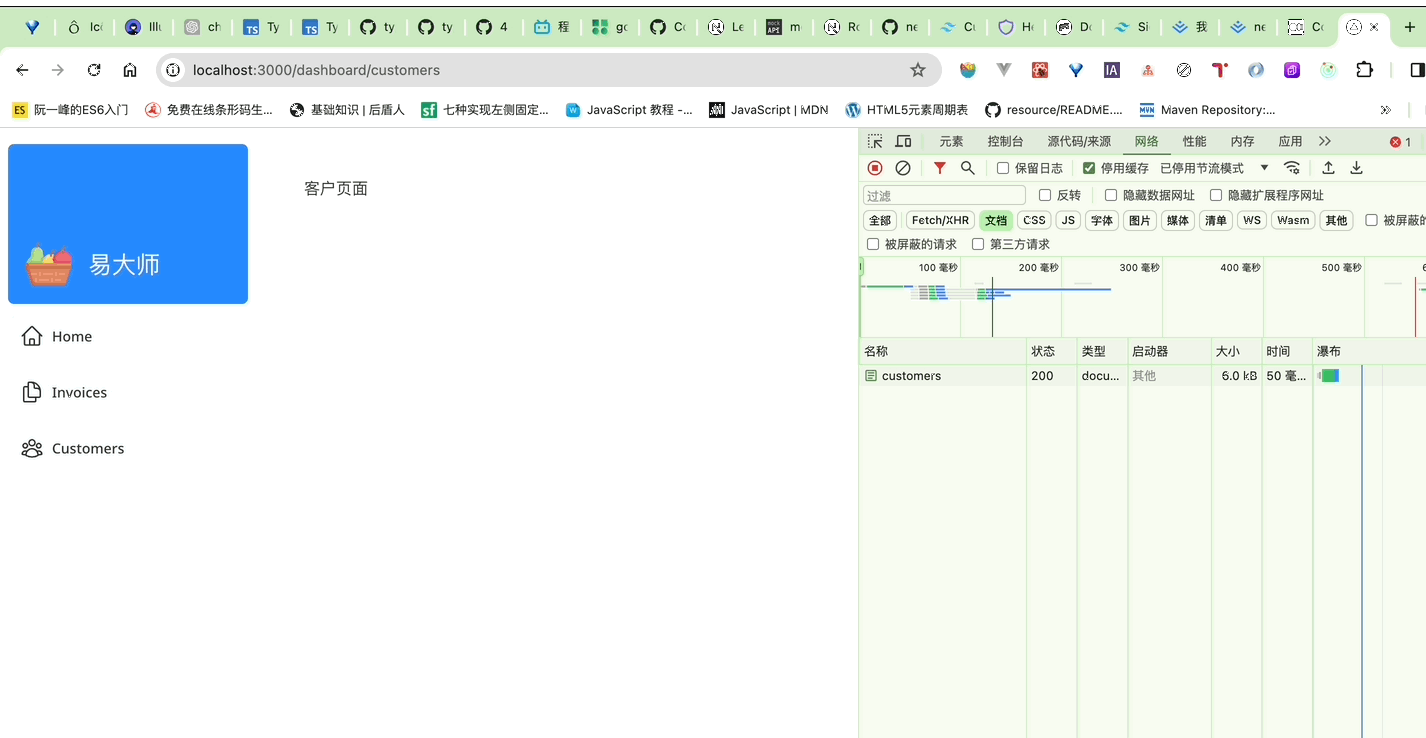 Ici Illu ch Ty Ty ty ty 4 程 gc Cc Le m Rc ne Cu He Dc Si 我 ne Cc
localhost:3000/dashboard/customers
阮一峰的ES6入门 免费在线条形码生... 基础知识 | 后盾人 七种实现左侧固定... JavaScript 教程 -... JavaScript | MDN HTML5元素周期表 resource/README.... Maven Repository:...
易大师
Home
Invoices
Customers
客户页面
元素 控制台 源代码/来源 网络 性能 内存 应用 1
保留日志 停用缓存 已停用节流模式
过滤 反转 隐藏数据网址 隐藏扩展程序网址
全部 Fetch/XHR 文档 CSS JS 字体 图片 媒体 清单 WS Wasm 其他 被屏蔽的
被屏蔽的请求 第三方请求
100 毫秒 200 毫秒 300 毫秒 400 毫秒 500 毫秒
名称 状态 类型 启动器 大小 时间 瀑布
customers 200 docu... 其他 6.0 kB 50 毫...